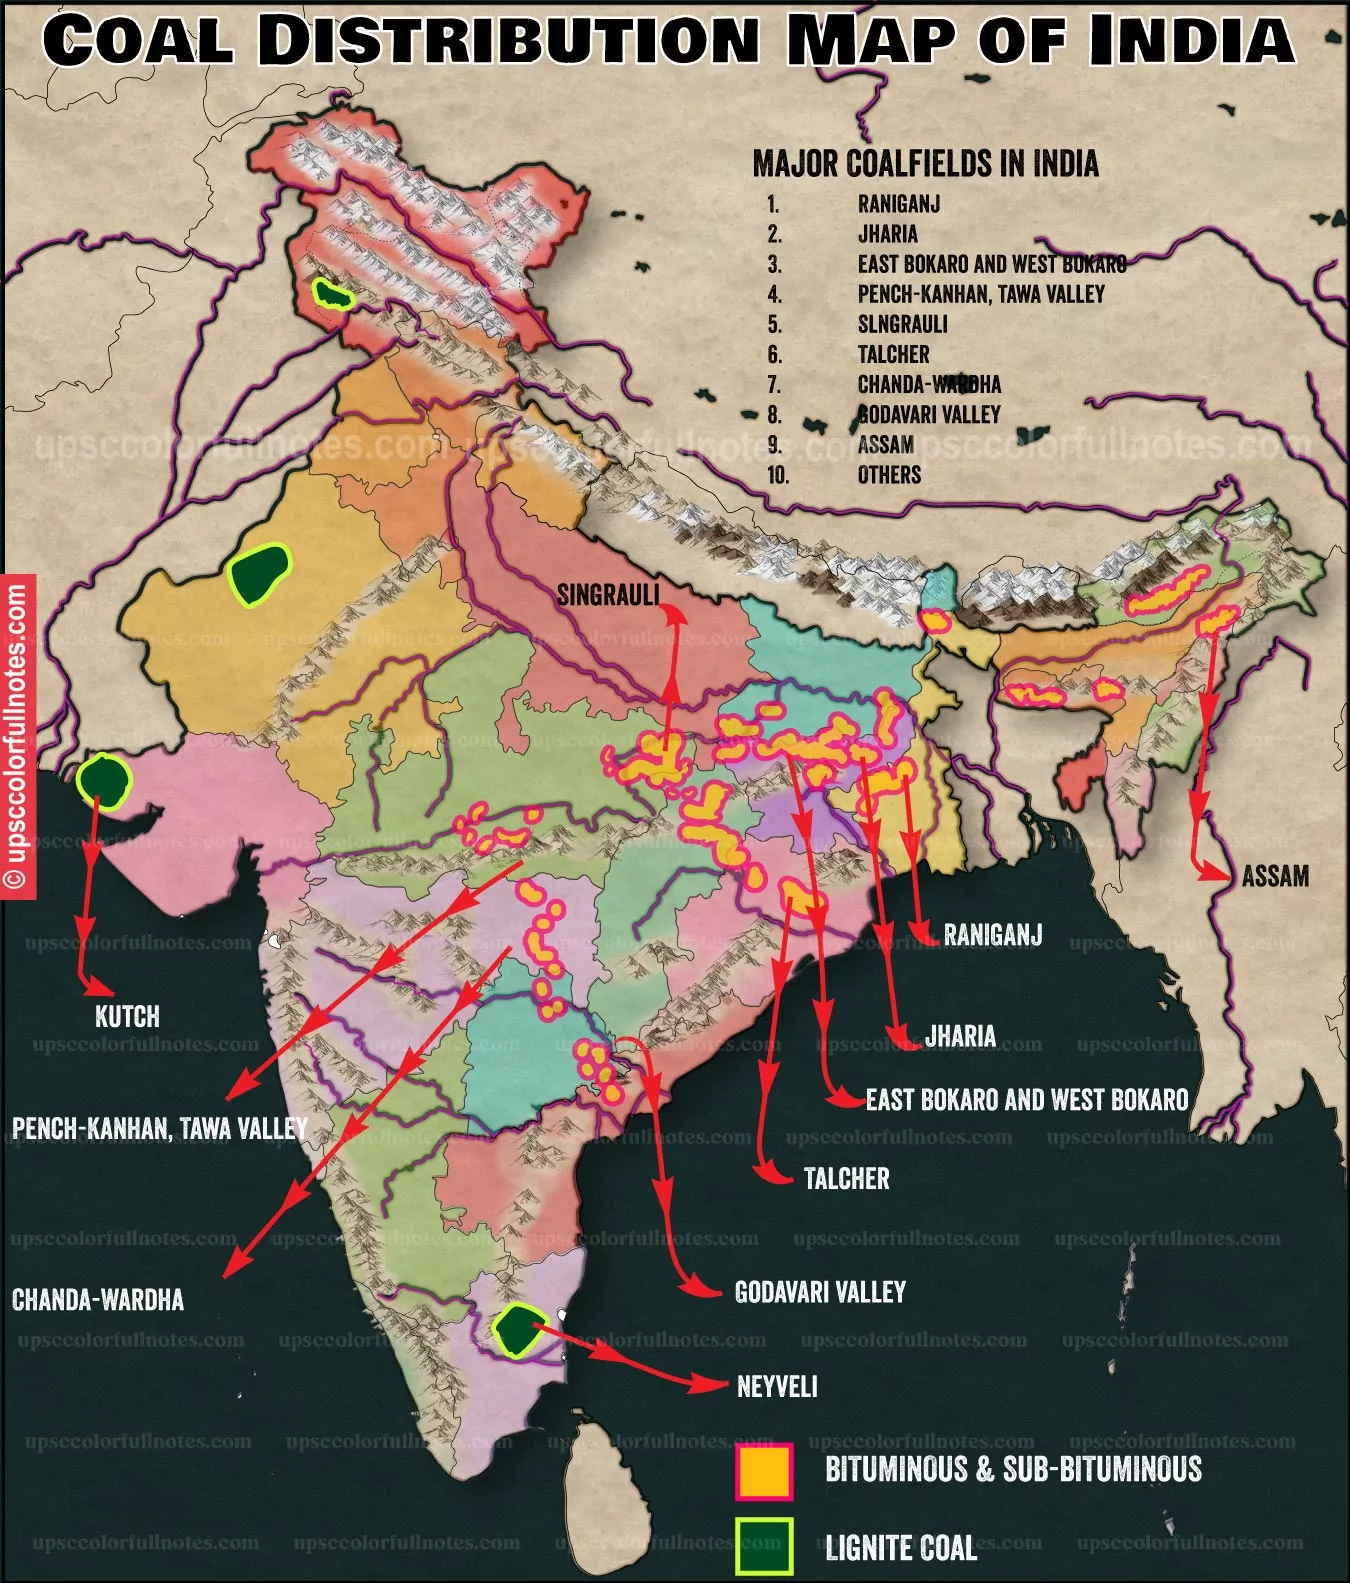 COAL DISTRIBUTION MAP OF INDIA
MAJOR COALFIELDS IN INDIA
1. RANIGANJ
2. JHARIA
3. EAST BOKARO AND WEST BOKARO
4. PENCH-KANHAN, TAWA VALLEY
5. SLNGRAULI
6. TALCHER
7. CHANDA-WARDHA
8. GODAVARI VALLEY
9. ASSAM
10. OTHERS
SINGRAULI
ASSAM
RANIGANJ
KUTCH
JHARIA
EAST BOKARO AND WEST BOKARO
PENCH-KANHAN, TAWA VALLEY
TALCHER
GODAVARI VALLEY
CHANDA-WARDHA
NEYVELI
BITUMINOUS & SUB-BITUMINOUS
LIGNITE COAL
© upsccolorfullnotes.com
upsccolorfullnotes.com